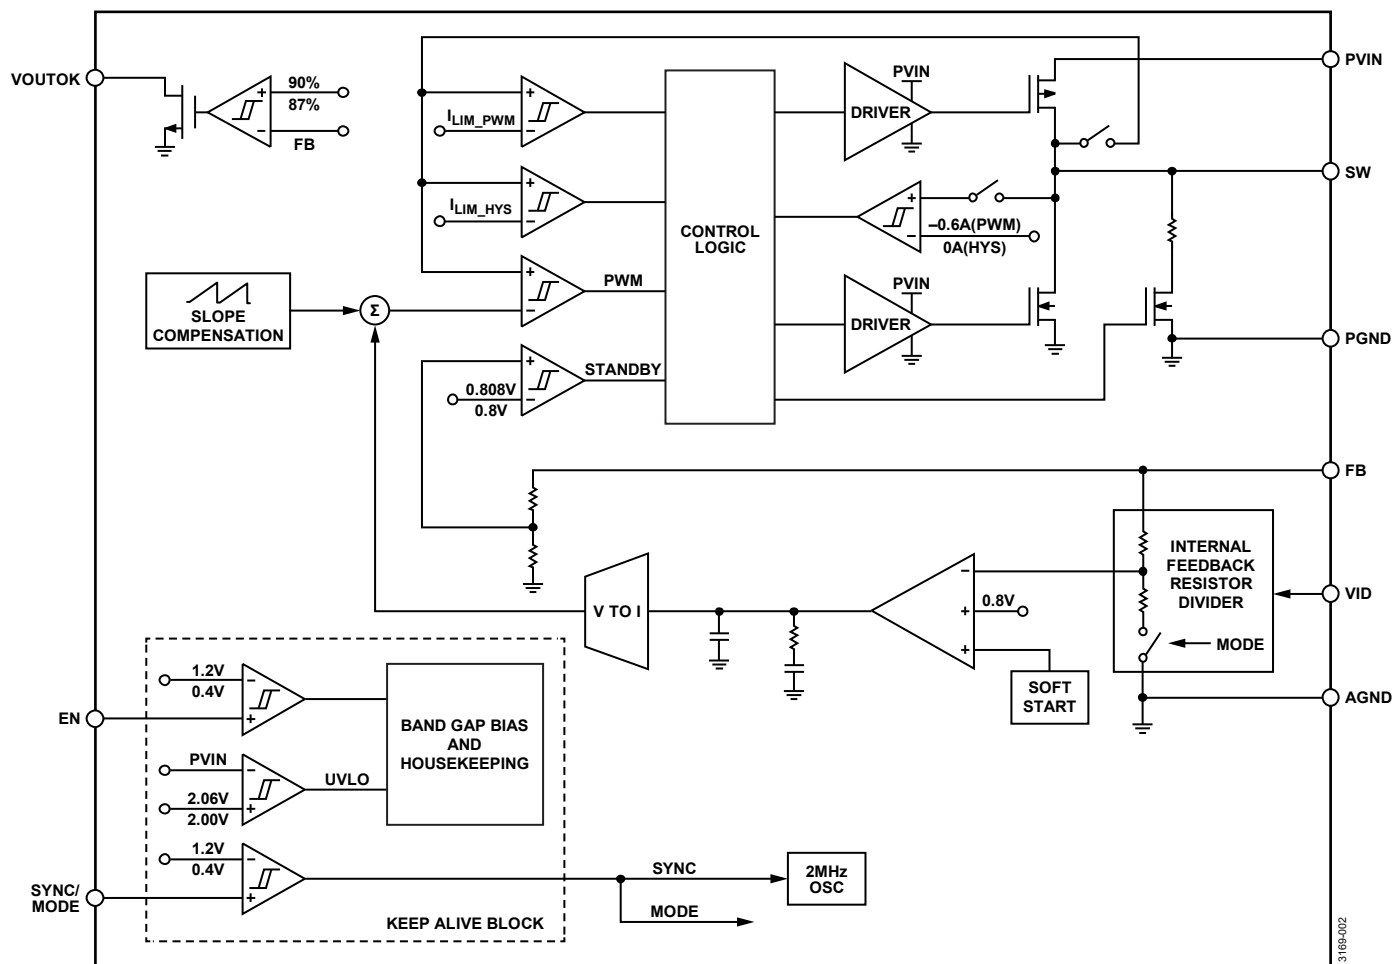 VOUTOK
90%
87%
FB
+
−
I_LIM_PWM
+
−
I_LIM_HYS
+
−
PWM
+
−
STANDBY
0.808V
0.8V
+
−
SLOPE
COMPENSATION
Σ
CONTROL
LOGIC
PVIN
DRIVER
−0.6A(PWM)
0A(HYS)
+
−
PVIN
DRIVER
PVIN
SW
PGND
FB
VID
AGND
INTERNAL
FEEDBACK
RESISTOR
DIVIDER
MODE
−
+
+
0.8V
SOFT
START
V TO I
1.2V
0.4V
−
+
EN
PVIN
2.06V
2.00V
−
+
UVLO
BAND GAP BIAS
AND
HOUSEKEEPING
1.2V
0.4V
−
+
SYNC/
MODE
KEEP ALIVE BLOCK
SYNC
MODE
2MHz
OSC
3169-002